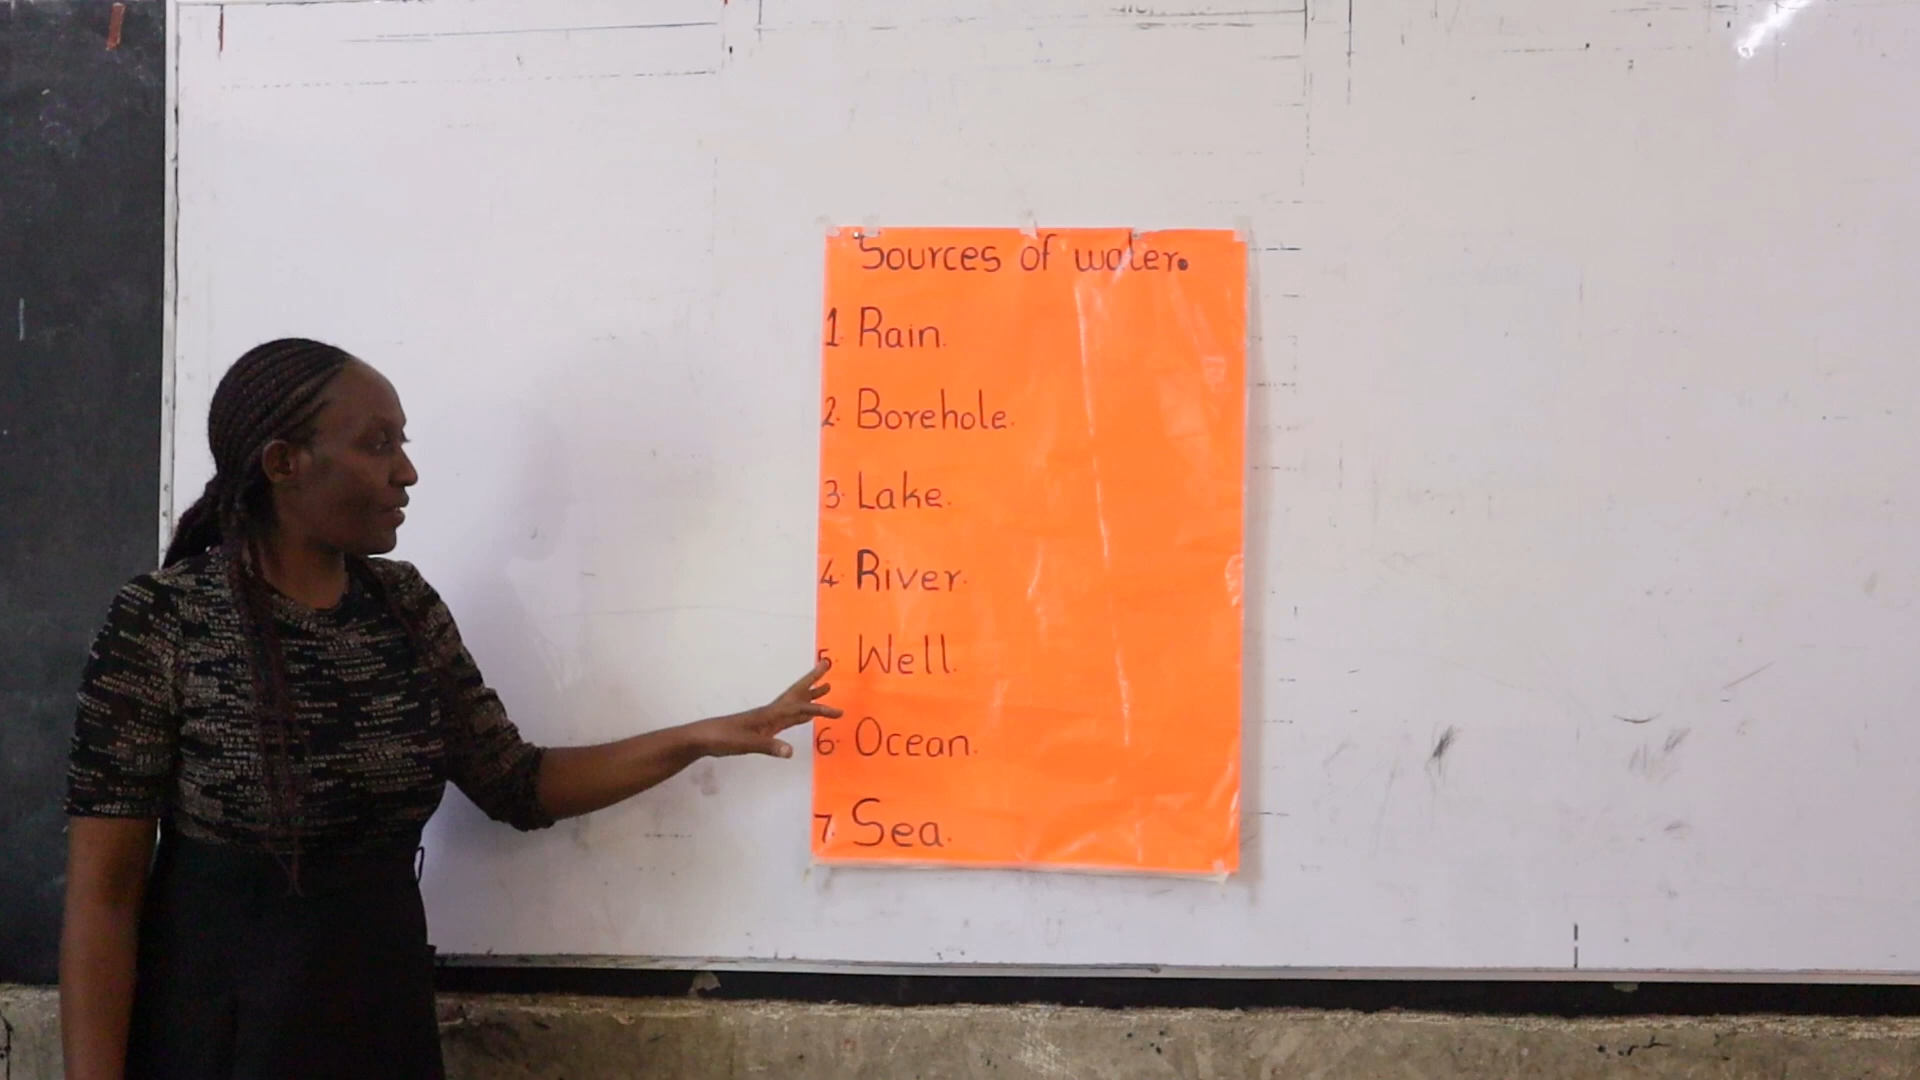 Sources of water.
1. Rain.
2. Borehole.
3. Lake.
4. River.
5. Well.
6. Ocean.
7. Sea.